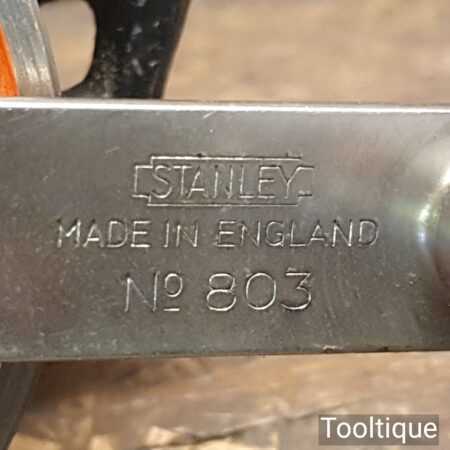 STANLEY
MADE IN ENGLAND
Nº 803
Tooltique